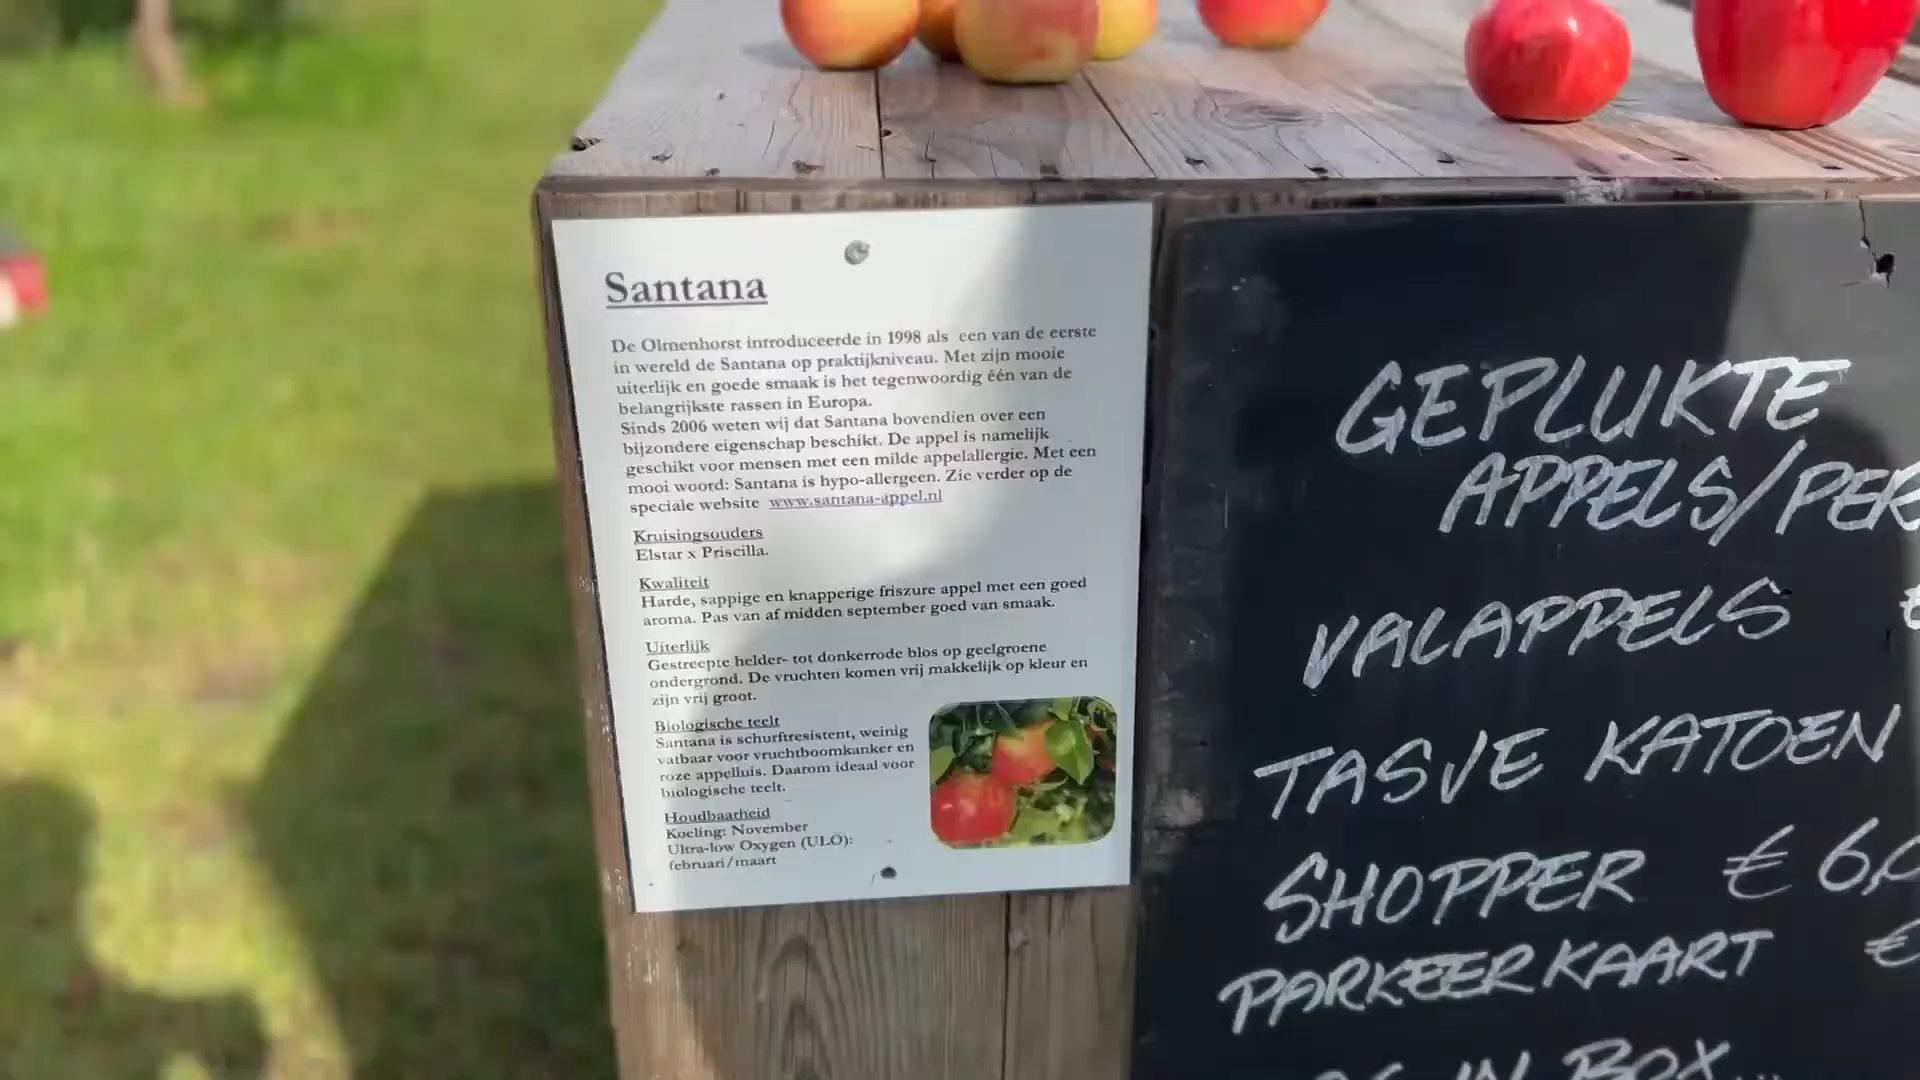 Santana
De Olmenhorst introduceerde in 1998 als een van de eerste
in wereld de Santana op praktijkniveau. Met zijn mooie
uiterlijk en goede smaak is het tegenwoordig één van de
belangrijkste rassen in Europa.
Sinds 2006 weten wij dat Santana bovendien over een
bijzondere eigenschap beschikt. De appel is namelijk
geschikt voor mensen met een milde appelallergie. Met een
mooi woord: Santana is hypo-allergeen. Zie verder op de
speciale website www.santana-appel.nl
Kruisingsouders
Elstar x Priscilla.
Kwaliteit
Harde, sappige en knapperige friszure appel met een goed
aroma. Pas van af midden september goed van smaak.
Uiterlijk
Gestreepte helder- tot donkerrode blos op geelgroene
ondergrond. De vruchten komen vrij makkelijk op kleur en
zijn vrij groot.
Biologische teelt
Santana is schurftresistent, weinig
vatbaar voor vruchtboomkanker en
roze appelluis. Daarom ideaal voor
biologische teelt.
Houdbaarheid
Koeling: November
Ultra-low Oxygen (ULO):
februari/maart
GEPLUKTE
APPELS/PER
VALAPPELS €
TASJE KATOEN
SHOPPER € 6,0
PARKEERKAART €
IN BOX...